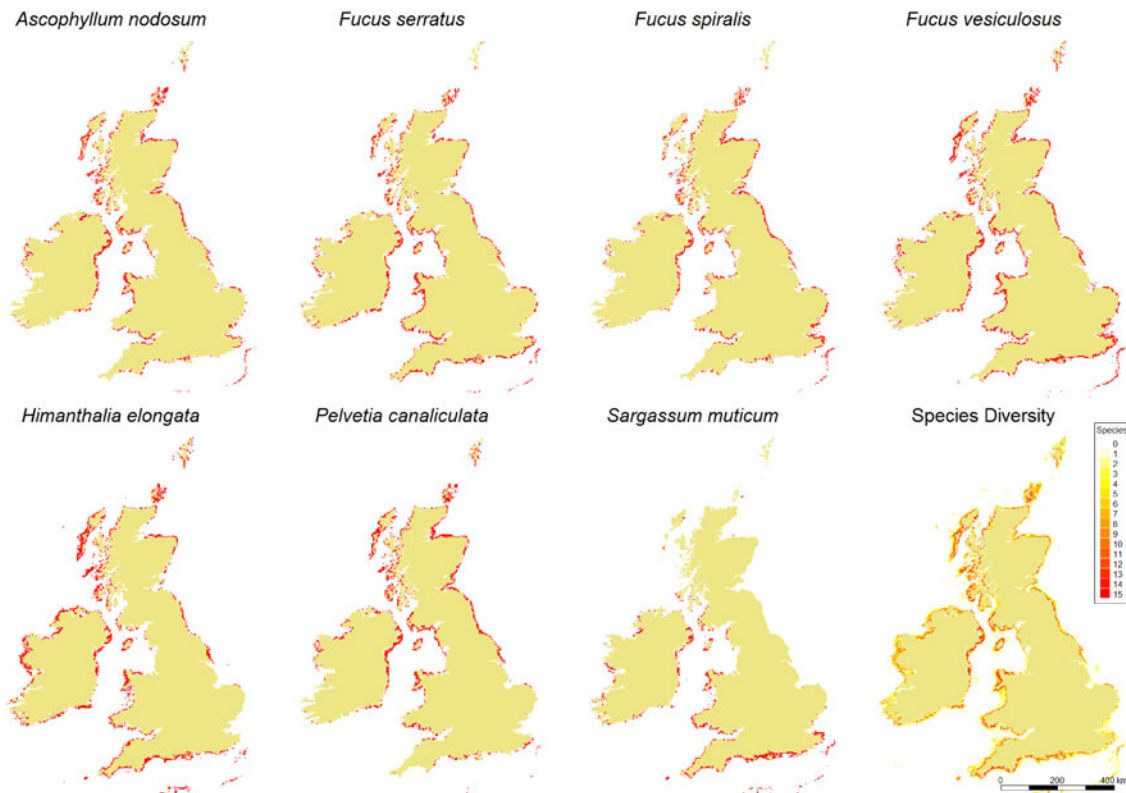 Ascophyllum nodosum
Fucus serratus
Fucus spiralis
Fucus vesiculosus
Himanthalia elongata
Pelvetia canaliculata
Sargassum muticum
Species Diversity
Species
0
1
2
3
4
5
6
7
8
9
10
11
12
13
14
15
0 200 400 km